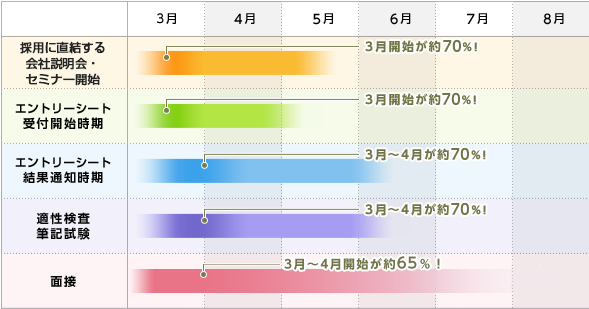 3月 4月 5月 6月 7月 8月
採用に直結する
会社説明会・
セミナー開始
3月開始が約70%!
エントリーシート
受付開始時期
3月開始が約70%!
エントリーシート
結果通知時期
3月～4月が約70%!
適性検査
筆記試験
3月～4月が約70%!
面接
3月～4月開始が約65％！